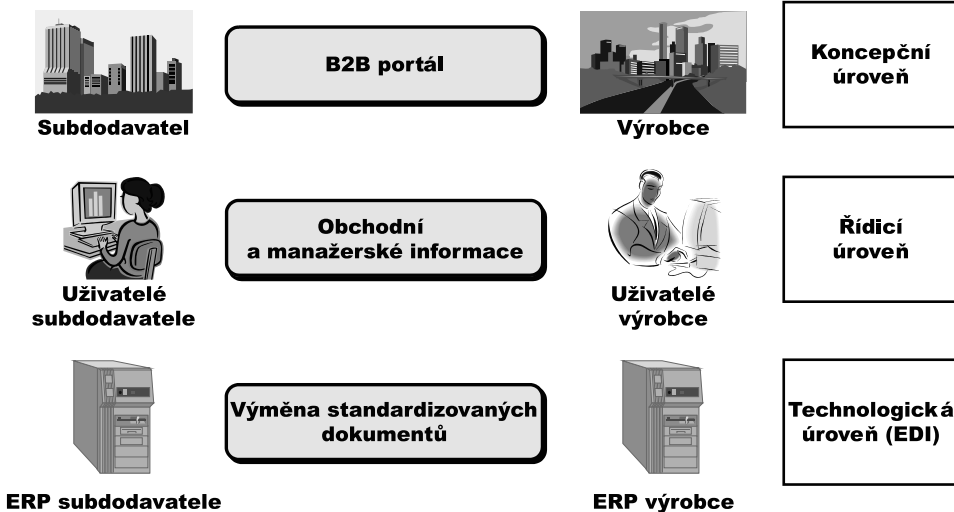 B2B portál
Koncepční
úroveň
Subdodavatel
Výrobce
Obchodní
a manažerské informace
Řídicí
úroveň
Uživatelé
subdodavatele
Uživatelé
výrobce
Výměna standardizovaných
dokumentů
Technologická
úroveň (EDI)
ERP subdodavatele
ERP výrobce